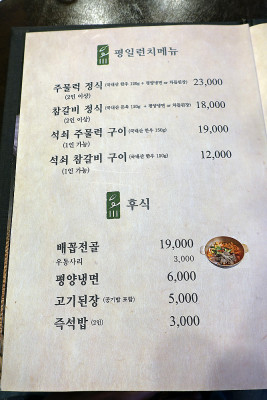 평일런치메뉴
주물럭 정식 (국내산 한우 100g + 평양냉면 or 차돌된장) 23,000
(2인 이상)
참갈비 정식 (국내산 한돈 100g + 평양냉면 or 차돌된장) 18,000
(2인 이상)
석쇠 주물럭 구이 (국내산 한우 150g) 19,000
(1인 가능)
석쇠 참갈비 구이 (국내산 한돈 150g) 12,000
(1인 가능)
후식
배꼽전골 19,000
우동사리 3,000
평양냉면 6,000
고기된장 (공기밥 포함) 5,000
즉석밥 (2인) 3,000